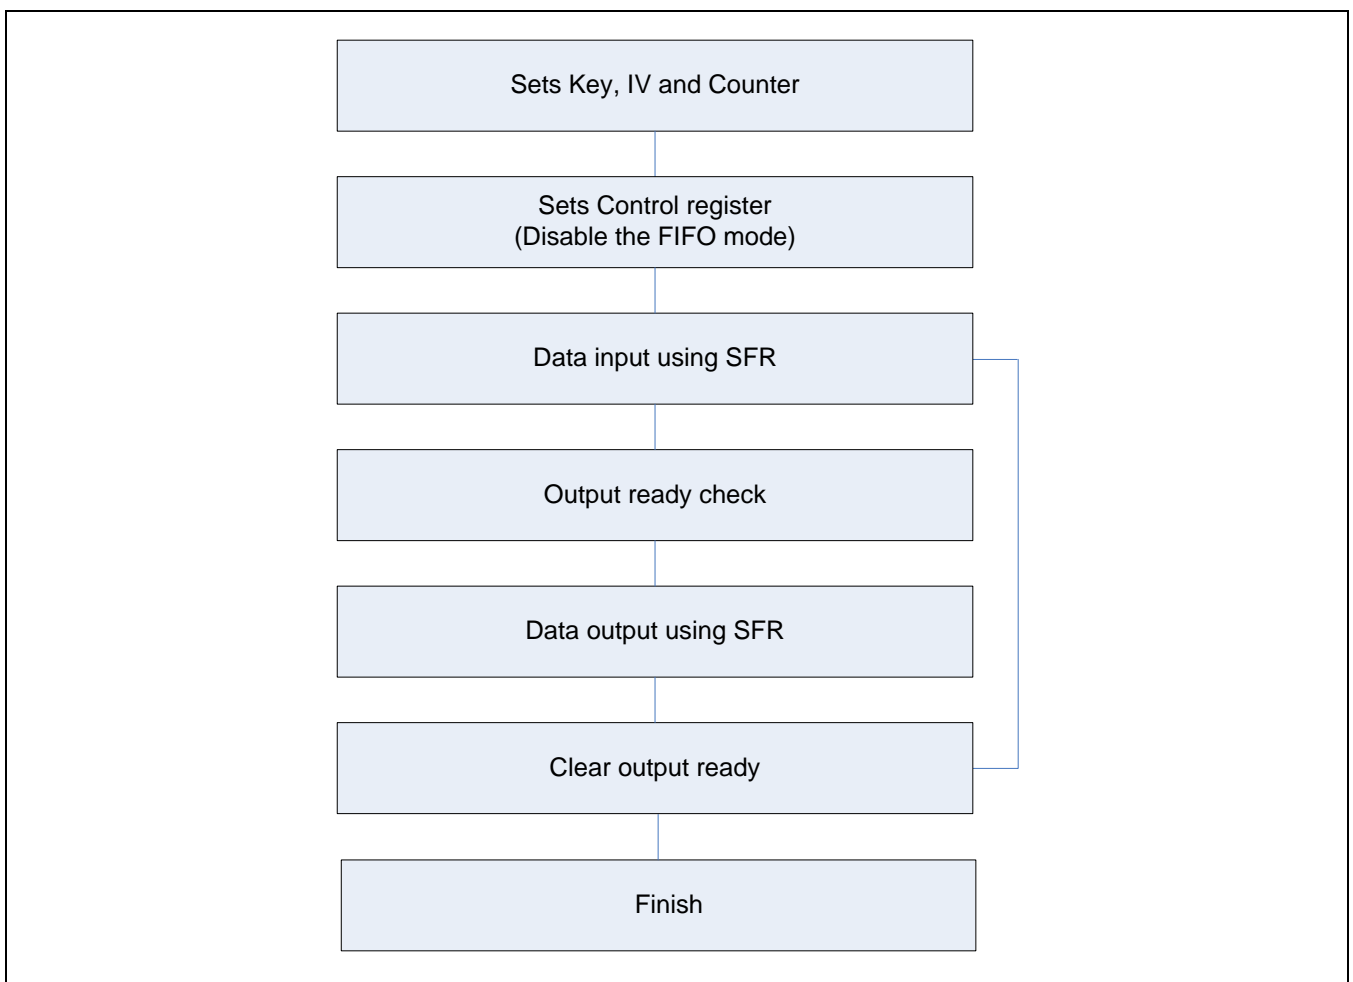 Sets Key, IV and Counter
Sets Control register
(Disable the FIFO mode)
Data input using SFR
Output ready check
Data output using SFR
Clear output ready
Finish